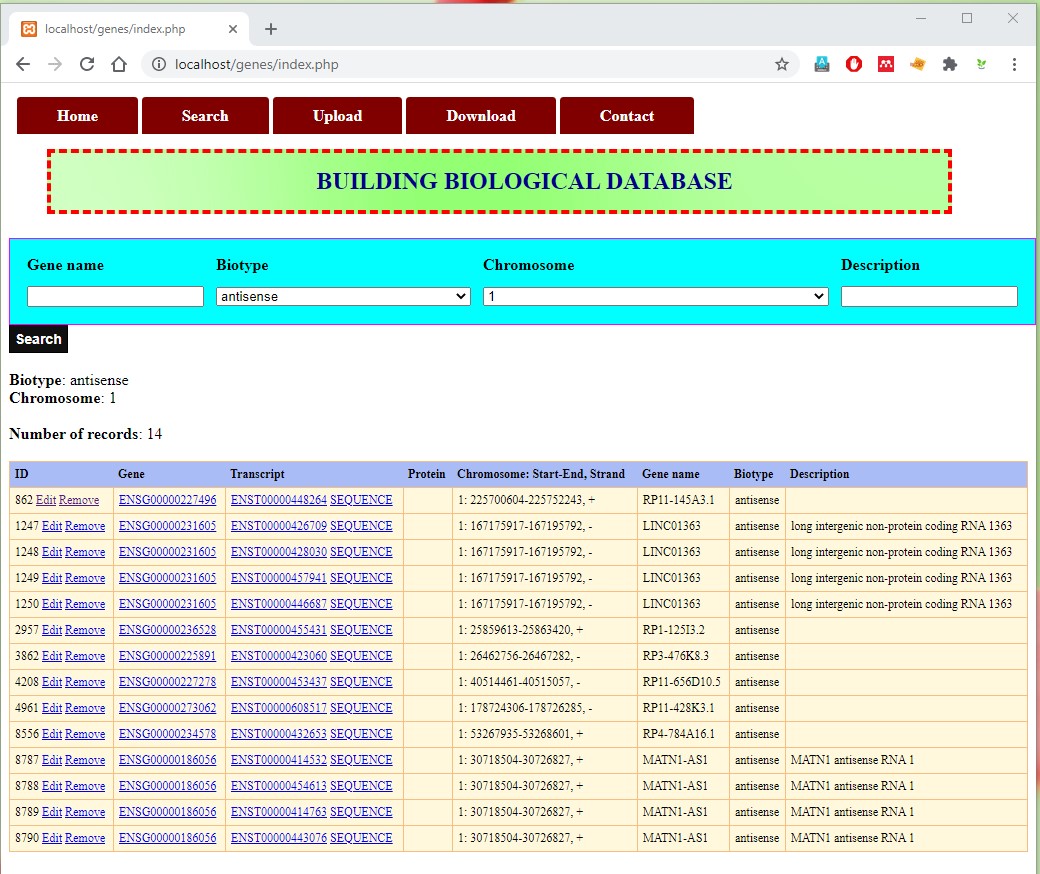 localhost/genes/index.php
localhost/genes/index.php
Home Search Upload Download Contact
BUILDING BIOLOGICAL DATABASE
Gene name Biotype Chromosome Description
antisense 1
Search
Biotype: antisense
Chromosome: 1
Number of records: 14
ID Gene Transcript Protein Chromosome: Start-End, Strand Gene name Biotype Description
862 Edit Remove ENSG00000227496 ENST00000448264 SEQUENCE 1: 225700604-225752243, + RP11-145A3.1 antisense
1247 Edit Remove ENSG00000231605 ENST00000426709 SEQUENCE 1: 167175917-167195792, - LINC01363 antisense long intergenic non-protein coding RNA 1363
1248 Edit Remove ENSG00000231605 ENST00000428030 SEQUENCE 1: 167175917-167195792, - LINC01363 antisense long intergenic non-protein coding RNA 1363
1249 Edit Remove ENSG00000231605 ENST00000457941 SEQUENCE 1: 167175917-167195792, - LINC01363 antisense long intergenic non-protein coding RNA 1363
1250 Edit Remove ENSG00000231605 ENST00000446687 SEQUENCE 1: 167175917-167195792, - LINC01363 antisense long intergenic non-protein coding RNA 1363
2957 Edit Remove ENSG00000236528 ENST00000455431 SEQUENCE 1: 25859613-25863420, + RP1-125I3.2 antisense
3862 Edit Remove ENSG00000225891 ENST00000423060 SEQUENCE 1: 26462756-26467282, - RP3-476K8.3 antisense
4208 Edit Remove ENSG00000227278 ENST00000453437 SEQUENCE 1: 40514461-40515057, - RP11-656D10.5 antisense
4961 Edit Remove ENSG00000273062 ENST00000608517 SEQUENCE 1: 178724306-178726285, - RP11-428K3.1 antisense
8556 Edit Remove ENSG00000234578 ENST00000432653 SEQUENCE 1: 53267935-53268601, + RP4-784A16.1 antisense
8787 Edit Remove ENSG00000186056 ENST00000414532 SEQUENCE 1: 30718504-30726827, + MATN1-AS1 antisense MATN1 antisense RNA 1
8788 Edit Remove ENSG00000186056 ENST00000454613 SEQUENCE 1: 30718504-30726827, + MATN1-AS1 antisense MATN1 antisense RNA 1
8789 Edit Remove ENSG00000186056 ENST00000414763 SEQUENCE 1: 30718504-30726827, + MATN1-AS1 antisense MATN1 antisense RNA 1
8790 Edit Remove ENSG00000186056 ENST00000443076 SEQUENCE 1: 30718504-30726827, + MATN1-AS1 antisense MATN1 antisense RNA 1